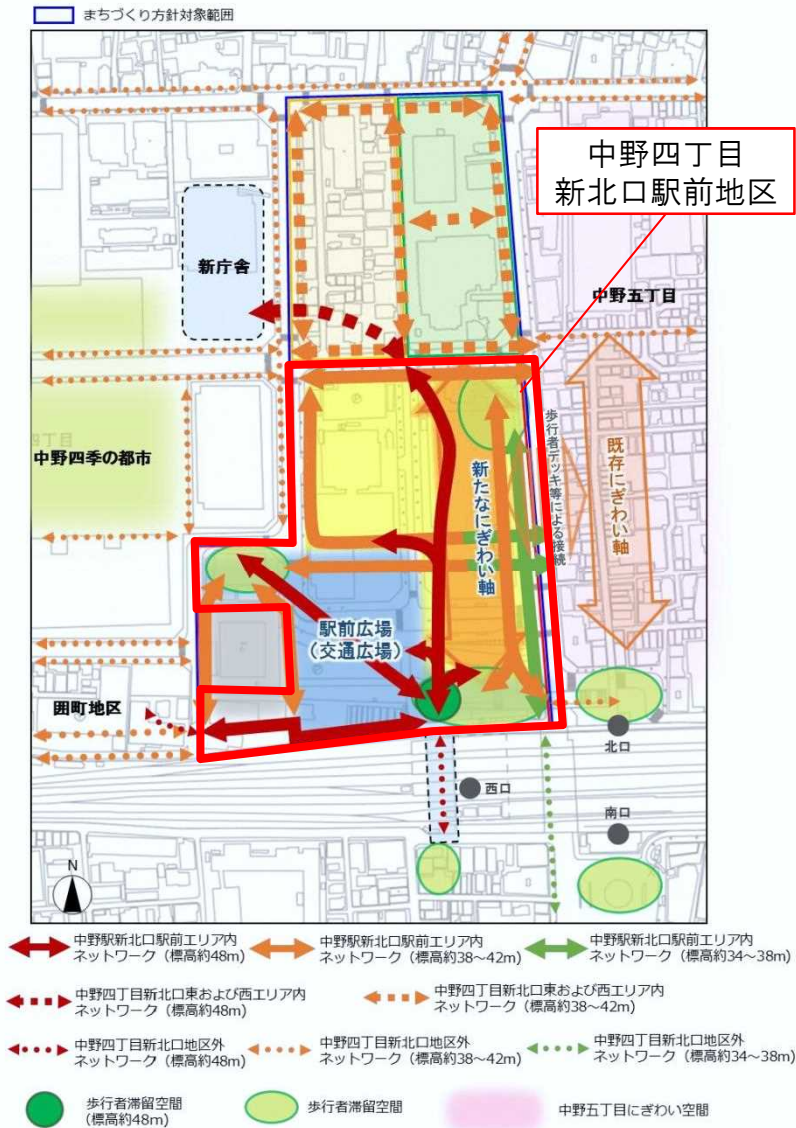 まちづくり方針対象範囲
中野四丁目
新北口駅前地区
新庁舎
中野五丁目
四丁目
中野四季の都市
歩行者デッキ等による接続
新たなにぎわい軸
既存にぎわい軸
駅前広場
(交通広場)
囲町地区
北口
西口
南口
N
中野駅新北口駅前エリア内
ネットワーク(標高約48m)
中野駅新北口駅前エリア内
ネットワーク(標高約38~42m)
中野駅新北口駅前エリア内
ネットワーク(標高約34~38m)
中野四丁目新北口東および西エリア内
ネットワーク(標高約48m)
中野四丁目新北口東および西エリア内
ネットワーク(標高約38~42m)
中野四丁目新北口地区外
ネットワーク(標高約48m)
中野四丁目新北口地区外
ネットワーク(標高約38~42m)
中野四丁目新北口地区外
ネットワーク(標高約34~38m)
歩行者滞留空間
(標高約48m)
歩行者滞留空間
中野五丁目にぎわい空間